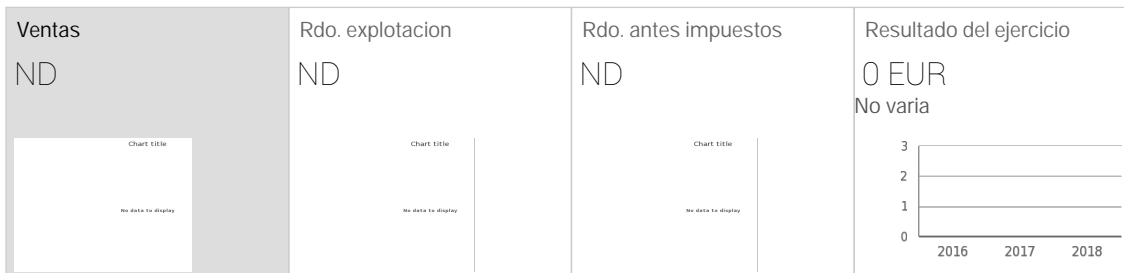 Ventas
ND
Chart title
No data to display
Rdo. explotacion
ND
Chart title
No data to display
Rdo. antes impuestos
ND
Chart title
No data to display
Resultado del ejercicio
0 EUR
No varia
3
2
1
0
2016 2017 2018